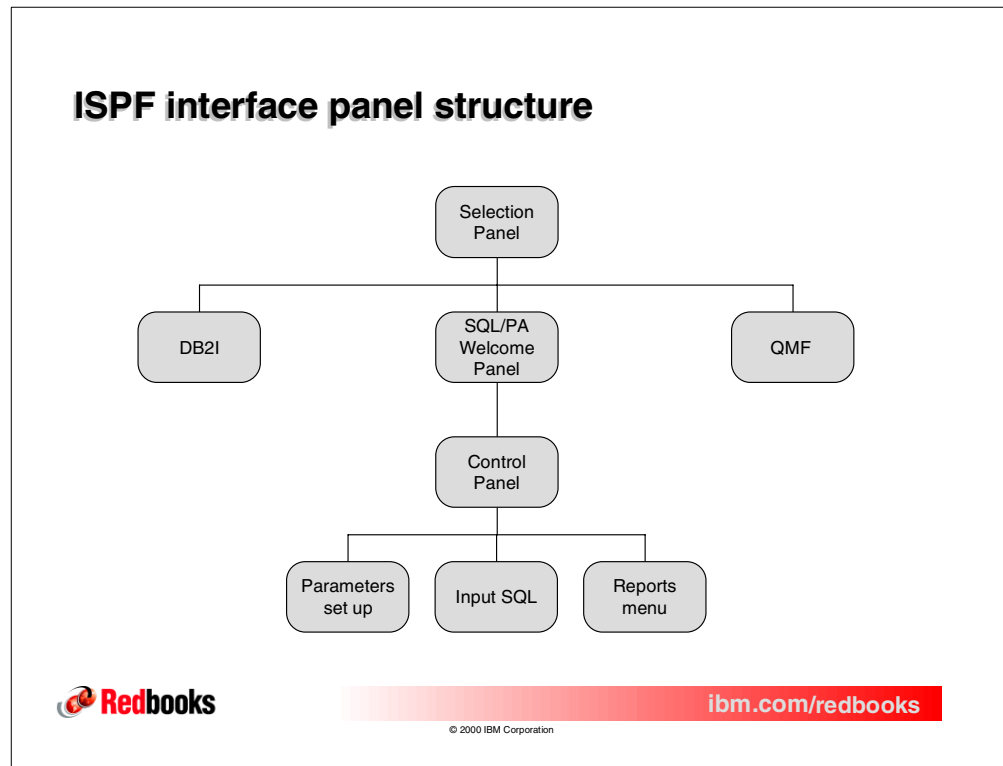 ISPF interface panel structure
Selection
Panel
DB2I
SQL/PA
Welcome
Panel
QMF
Control
Panel
Parameters
set up
Input SQL
Reports
menu
Redbooks
ibm.com/redbooks
© 2000 IBM Corporation